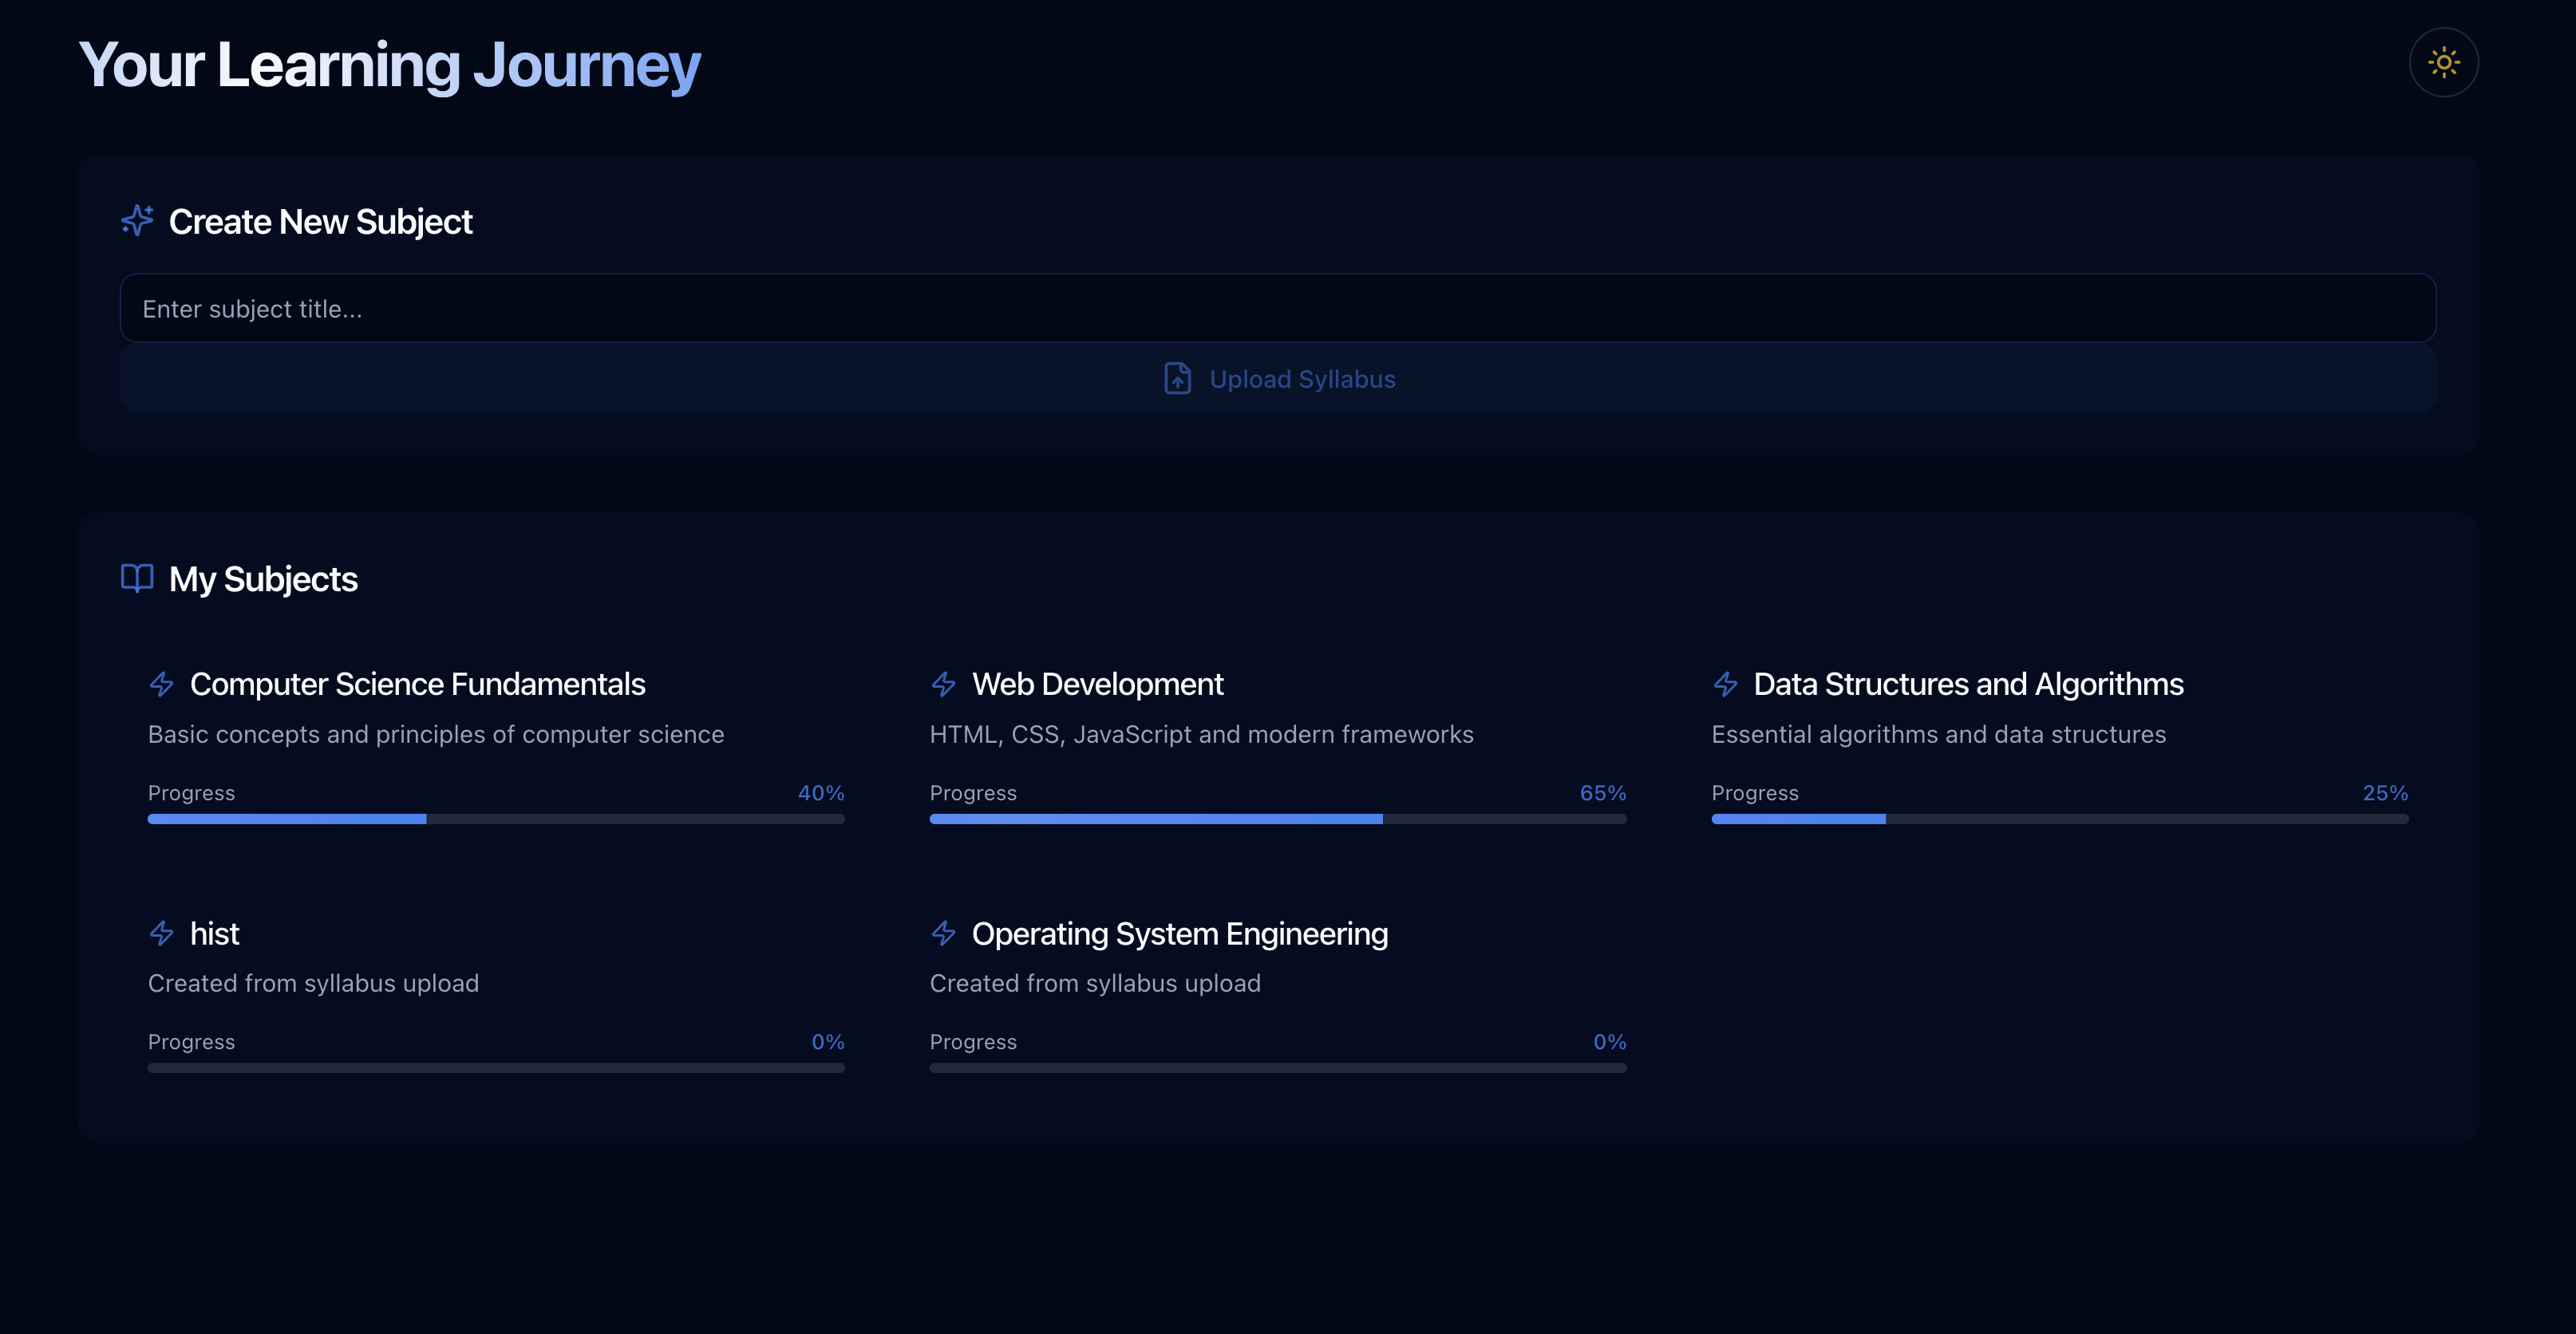 Your Learning Journey
Create New Subject
Enter subject title...
Upload Syllabus
My Subjects
Computer Science Fundamentals
Basic concepts and principles of computer science
Progress 40%
Web Development
HTML, CSS, JavaScript and modern frameworks
Progress 65%
Data Structures and Algorithms
Essential algorithms and data structures
Progress 25%
hist
Created from syllabus upload
Progress 0%
Operating System Engineering
Created from syllabus upload
Progress 0%